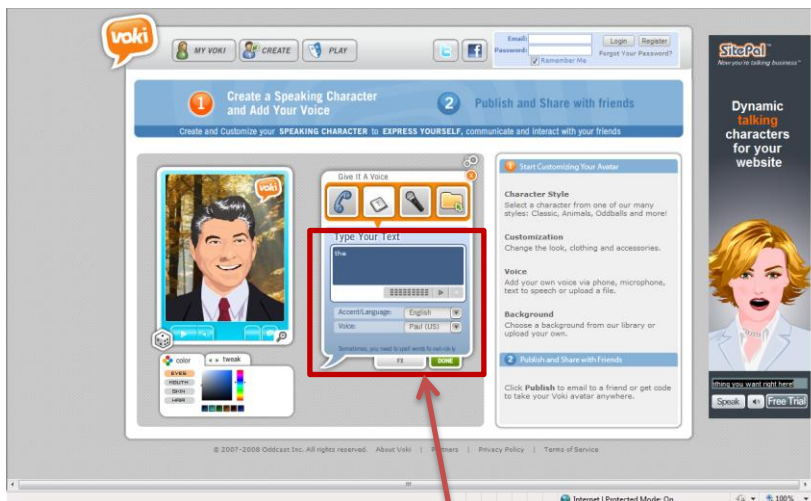 voki
MY VOKI
CREATE
PLAY
Email:
Login
Register
Password:
Forgot Your Password?
Remember Me
SitePal
Now you're talking business™
1
Create a Speaking Character
and Add Your Voice
2
Publish and Share with friends
Create and Customize your SPEAKING CHARACTER to EXPRESS YOURSELF, communicate and interact with your friends
Dynamic
talking
characters
for your
website
Give It A Voice
voki
Type Your Text
the
Accent/Language: English
Voice: Paul (US)
Sometimes, you need to
FX
DONE
color
tweak
EYES
MOUTH
SKIN
HAIR
1 Start Customizing Your Avatar
Character Style
Select a character from one of our many
styles: Classic, Animals, Oddballs and more!
Customization
Change the look, clothing and accessories.
Voice
Add your own voice via phone, microphone,
text to speech or upload a file.
Background
Choose a background from our library or
upload your own.
2 Publish and Share with Friends
Click Publish to email to a friend or get code
to take your Voki avatar anywhere.
thing you want right here!
Speak
Free Trial
© 2007-2008 Oddcast Inc. All rights reserved. About Voki | Partners | Privacy Policy | Terms of Service
Internet | Protected Mode: On
100%